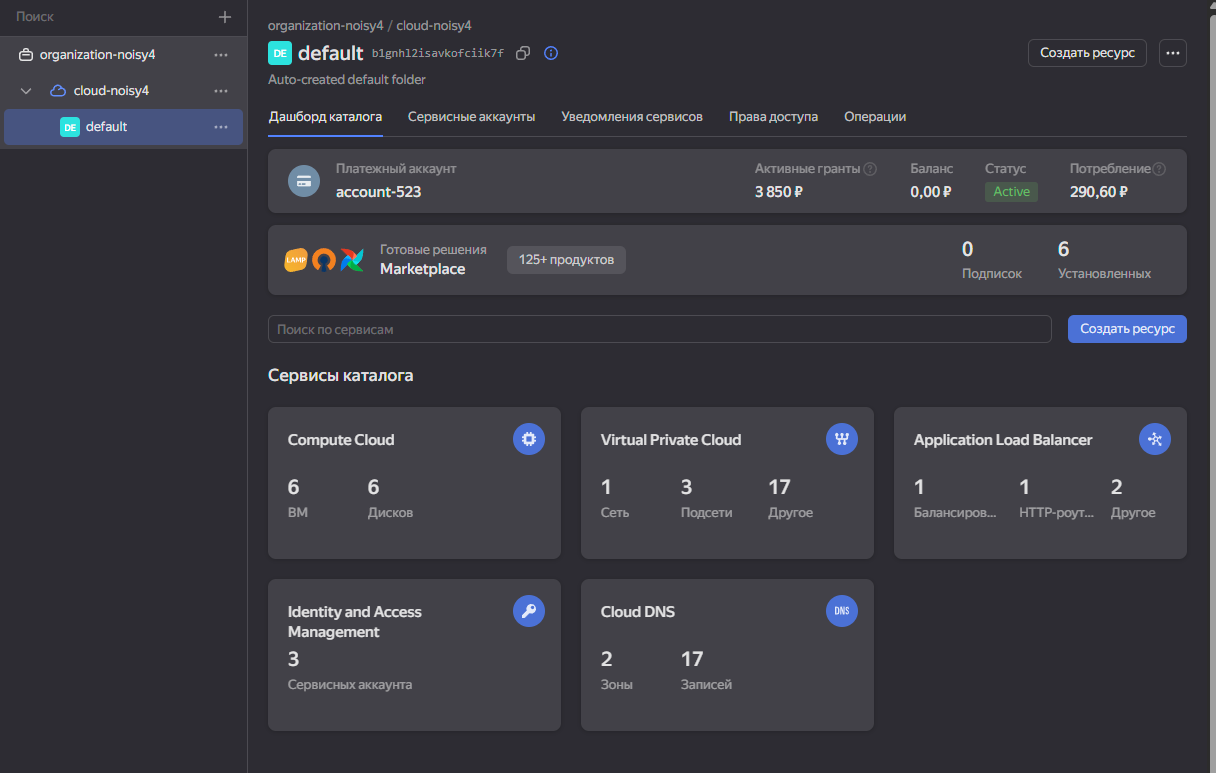 Поиск
organization-noisy4
cloud-noisy4
DE default
organization-noisy4 / cloud-noisy4
DE default b1gnhl2isavkofciik7f
Создать ресурс
Auto-created default folder
Дашборд каталога Сервисные аккаунты Уведомления сервисов Права доступа Операции
Платежный аккаунт Активные гранты Баланс Статус Потребление
account-523 3 850 ₽ 0,00 ₽ Active 290,60 ₽
LAMP
Готовые решения
Marketplace
125+ продуктов
0 6
Подписок Установленных
Поиск по сервисам
Создать ресурс
Сервисы каталога
Compute Cloud
6 6
ВМ Дисков
Virtual Private Cloud
1 3 17
Сеть Подсети Другое
Application Load Balancer
1 1 2
Балансиров... HTTP-роут... Другое
Identity and Access
Management
3
Сервисных аккаунта
Cloud DNS
DNS
2 17
Зоны Записей